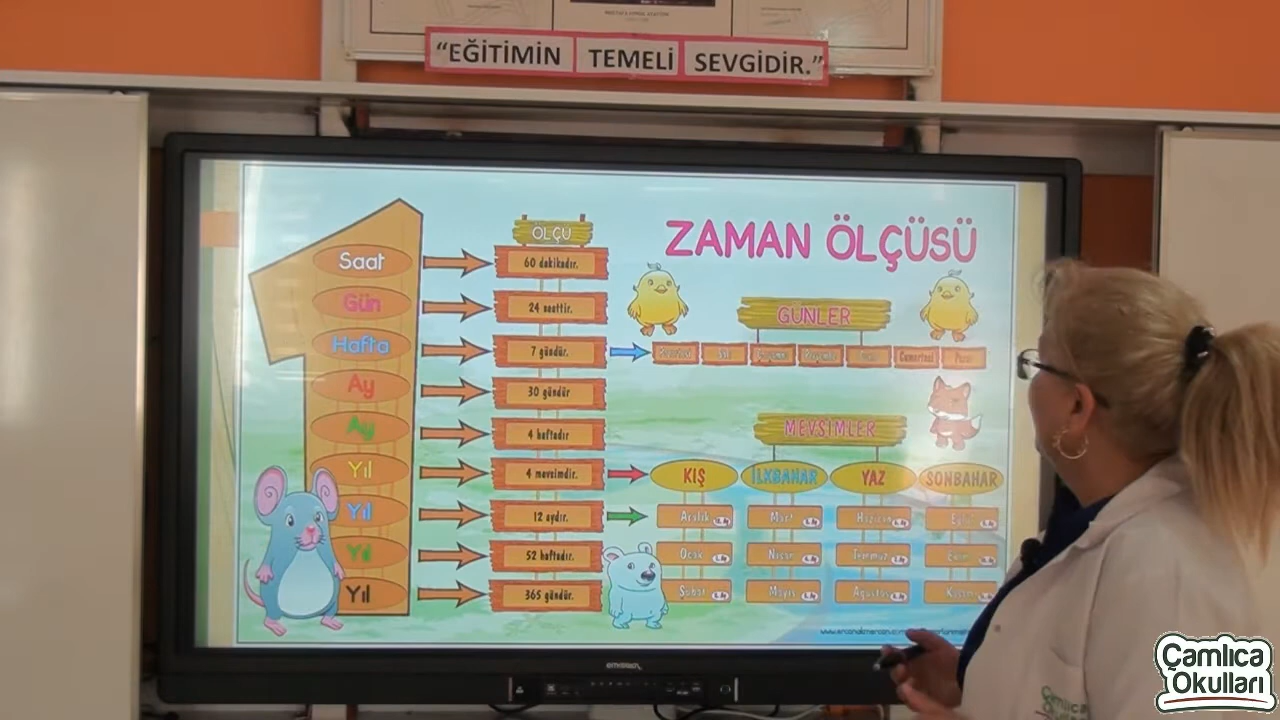 "EĞİTİMİN TEMELİ SEVGİDİR."
ZAMAN ÖLÇÜSÜ
ÖLÇÜ
Saat 60 dakikadır.
Gün 24 saattir.
Hafta 7 gündür.
Ay 30 gündür
Ay 4 haftadır
Yıl 4 mevsimdir.
Yıl 12 aydır.
Yıl 52 haftadır.
Yıl 365 gündür.
GÜNLER
Cumartesi Pazar
MEVSİMLER
KIŞ İLKBAHAR YAZ SONBAHAR
Aralık Mart Haziran Eylül
Ocak Nisan Temmuz Ekim
Şubat Mayıs Ağustos Kasım
Çamlıca
Okulları